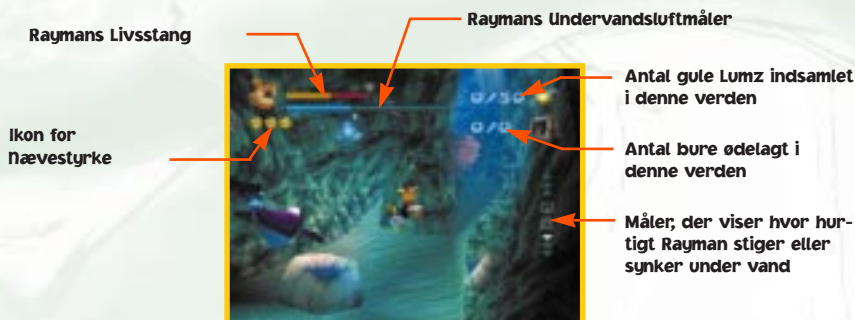 Raymans Livsstang
Raymans Undervandsluftmåler
Antal gule Lumz indsamlet
i denne verden
0/50
0/0
Ikon for
Nævestyrke
Antal bure ødelagt i
denne verden
Måler, der viser hvor hur-
tigt Rayman stiger eller
synker under vand